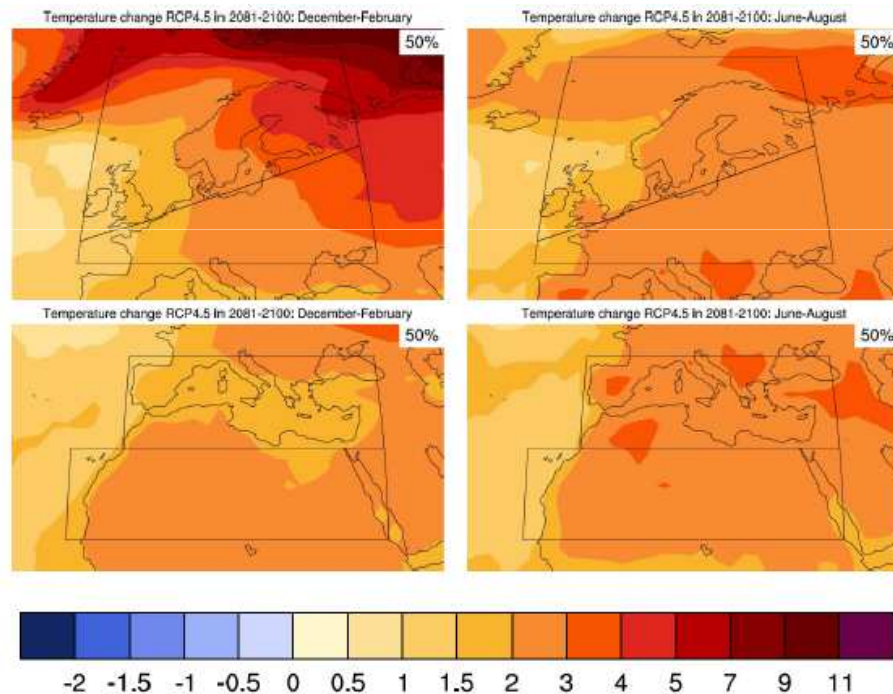 Temperature change RCP4.5 in 2081-2100: December-February
50%
Temperature change RCP4.5 in 2081-2100: June-August
50%
Temperature change RCP4.5 in 2081-2100: December-February
50%
Temperature change RCP4.5 in 2081-2100: June-August
50%
-2 -1.5 -1 -0.5 0 0.5 1 1.5 2 3 4 5 7 9 11